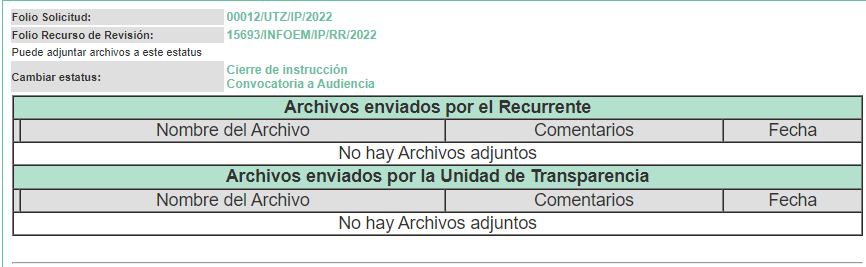 Folio Solicitud: 00012/UTZ/IP/2022
Folio Recurso de Revisión: 15693/INFOEM/IP/RR/2022
Puede adjuntar archivos a este estatus
Cambiar estatus: Cierre de instrucción
Convocatoria a Audiencia
Archivos enviados por el Recurrente
Nombre del Archivo Comentarios Fecha
No hay Archivos adjuntos
Archivos enviados por la Unidad de Transparencia
Nombre del Archivo Comentarios Fecha
No hay Archivos adjuntos